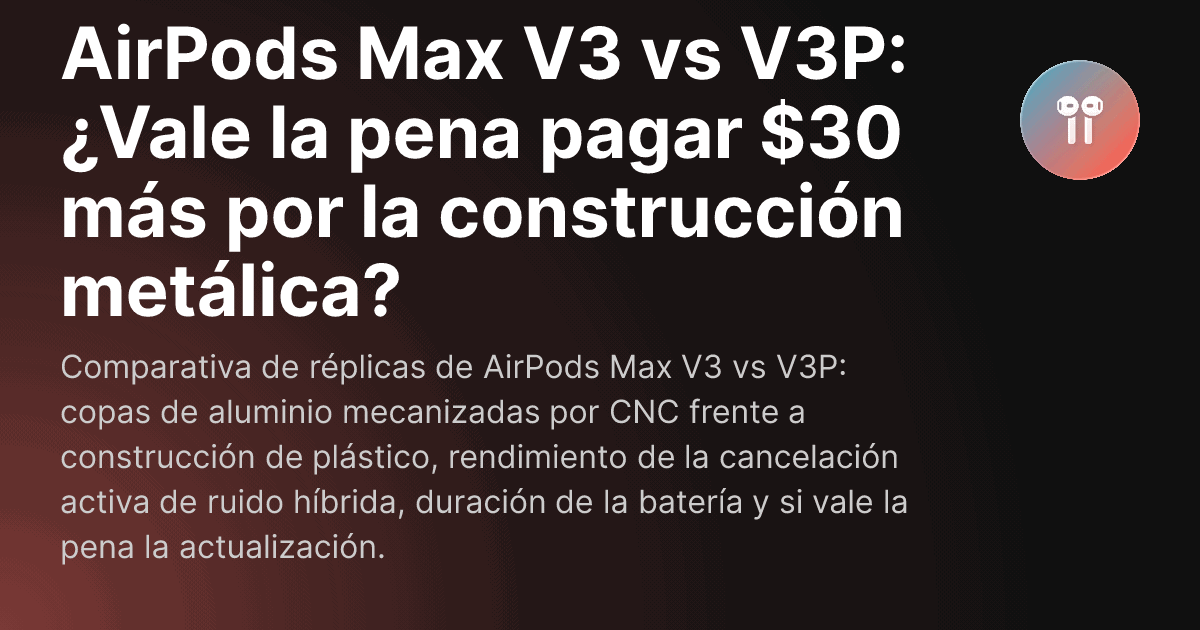 AirPods Max V3 vs V3P:
¿Vale la pena pagar $30
más por la construcción
metálica?
Comparativa de réplicas de AirPods Max V3 vs V3P:
copas de aluminio mecanizadas por CNC frente a
construcción de plástico, rendimiento de la cancelación
activa de ruido híbrida, duración de la batería y si vale la
pena la actualización.